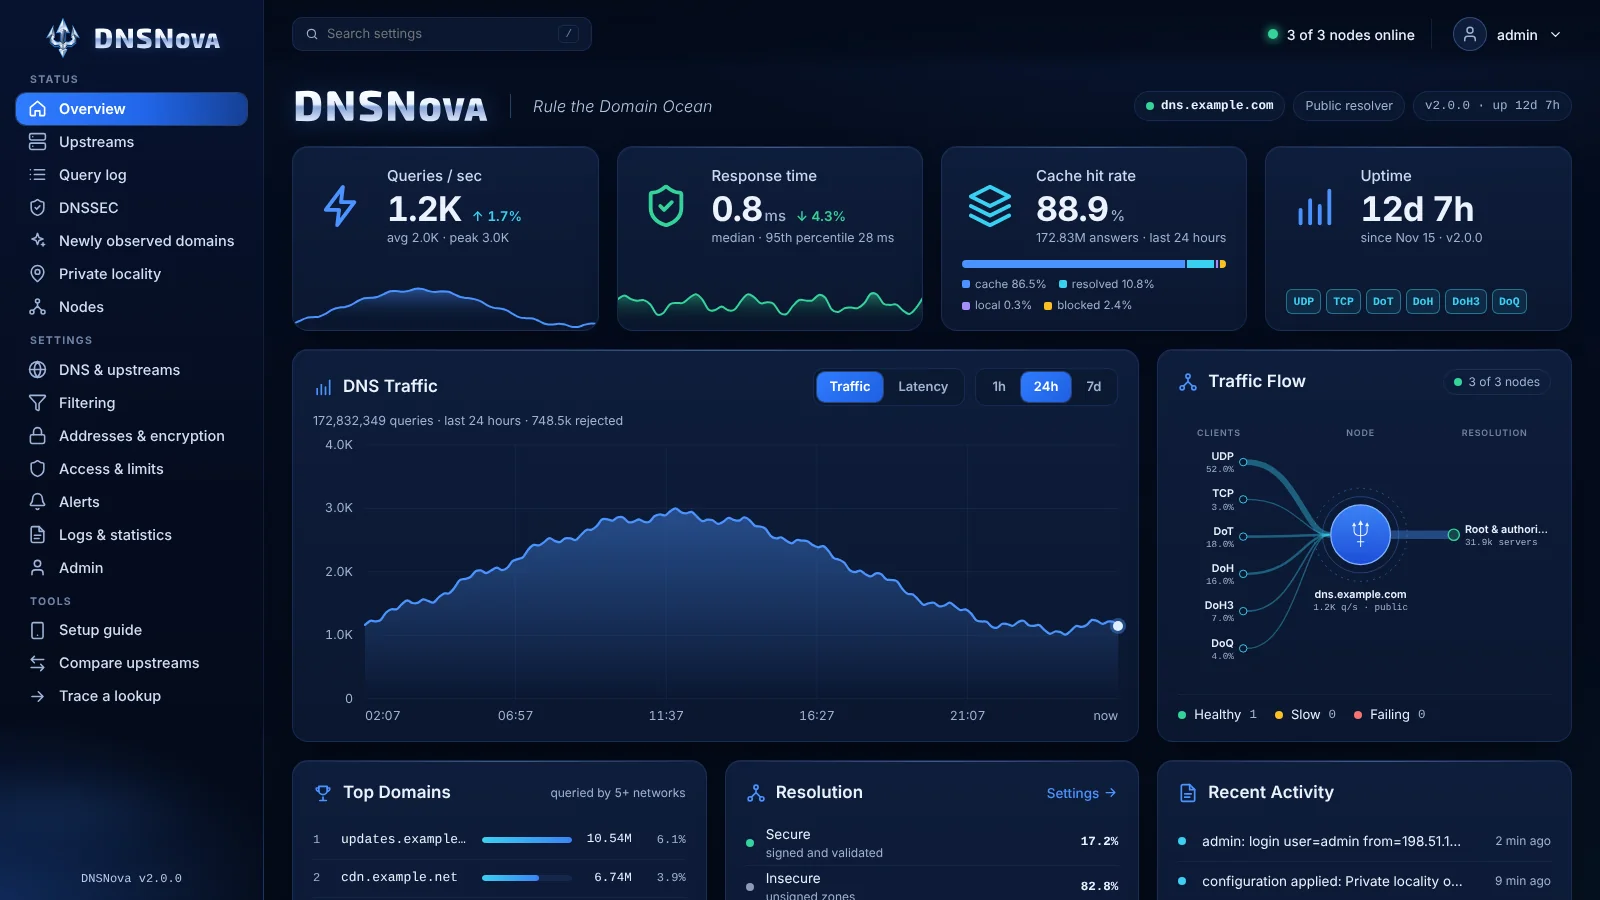 DNSNova
STATUS
Overview
Upstreams
Query log
DNSSEC
Newly observed domains
Private locality
Nodes
SETTINGS
DNS & upstreams
Filtering
Addresses & encryption
Access & limits
Alerts
Logs & statistics
Admin
TOOLS
Setup guide
Compare upstreams
Trace a lookup
DNSNova v2.0.0
Search settings /
3 of 3 nodes online
admin
DNSNova
Rule the Domain Ocean
dns.example.com
Public resolver
v2.0.0 · up 12d 7h
Queries / sec
1.2K ↑ 1.7%
avg 2.0K · peak 3.0K
Response time
0.8 ms ↓ 4.3%
median · 95th percentile 28 ms
Cache hit rate
88.9 %
172.83M answers · last 24 hours
cache 86.5% resolved 10.8%
local 0.3% blocked 2.4%
Uptime
12d 7h
since Nov 15 · v2.0.0
UDP TCP DoT DoH DoH3 DoQ
DNS Traffic
Traffic Latency
1h 24h 7d
172,832,349 queries · last 24 hours · 748.5k rejected
4.0K
3.0K
2.0K
1.0K
0
02:07 06:57 11:37 16:27 21:07 now
Traffic Flow
3 of 3 nodes
CLIENTS NODE RESOLUTION
UDP
52.0%
TCP
3.0%
DoT
18.0%
DoH
16.0%
DoH3
7.0%
DoQ
4.0%
dns.example.com
1.2K q/s · public
Root & authori...
31.9k servers
Healthy 1 Slow 0 Failing 0
Top Domains
queried by 5+ networks
1 updates.example… 10.54M 6.1%
2 cdn.example.net 6.74M 3.9%
Resolution
Settings →
Secure 17.2%
signed and validated
Insecure 82.8%
unsigned zones
Recent Activity
admin: login user=admin from=198.51.1... 2 min ago
configuration applied: Private locality o... 9 min ago